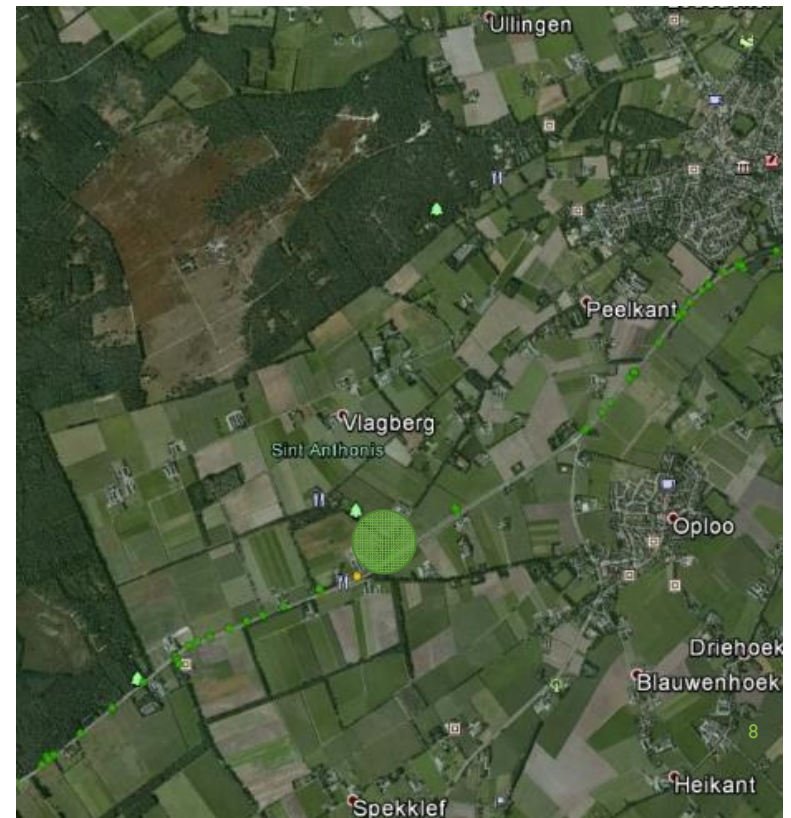 Ullingen
Peelkant
Vlagberg
Sint Anthonis
Oploo
Driehoek
Blauwenhoek
8
Heikant
Spekklef